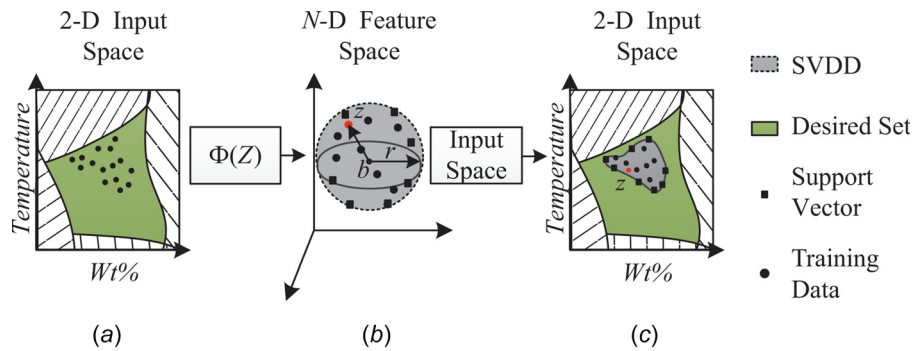 2-D Input
Space
Temperature
Wt%
(a)
Φ(Z)
N-D Feature
Space
z
r
b
(b)
Input
Space
2-D Input
Space
Temperature
z
Wt%
(c)
SVDD
Desired Set
Support
Vector
Training
Data